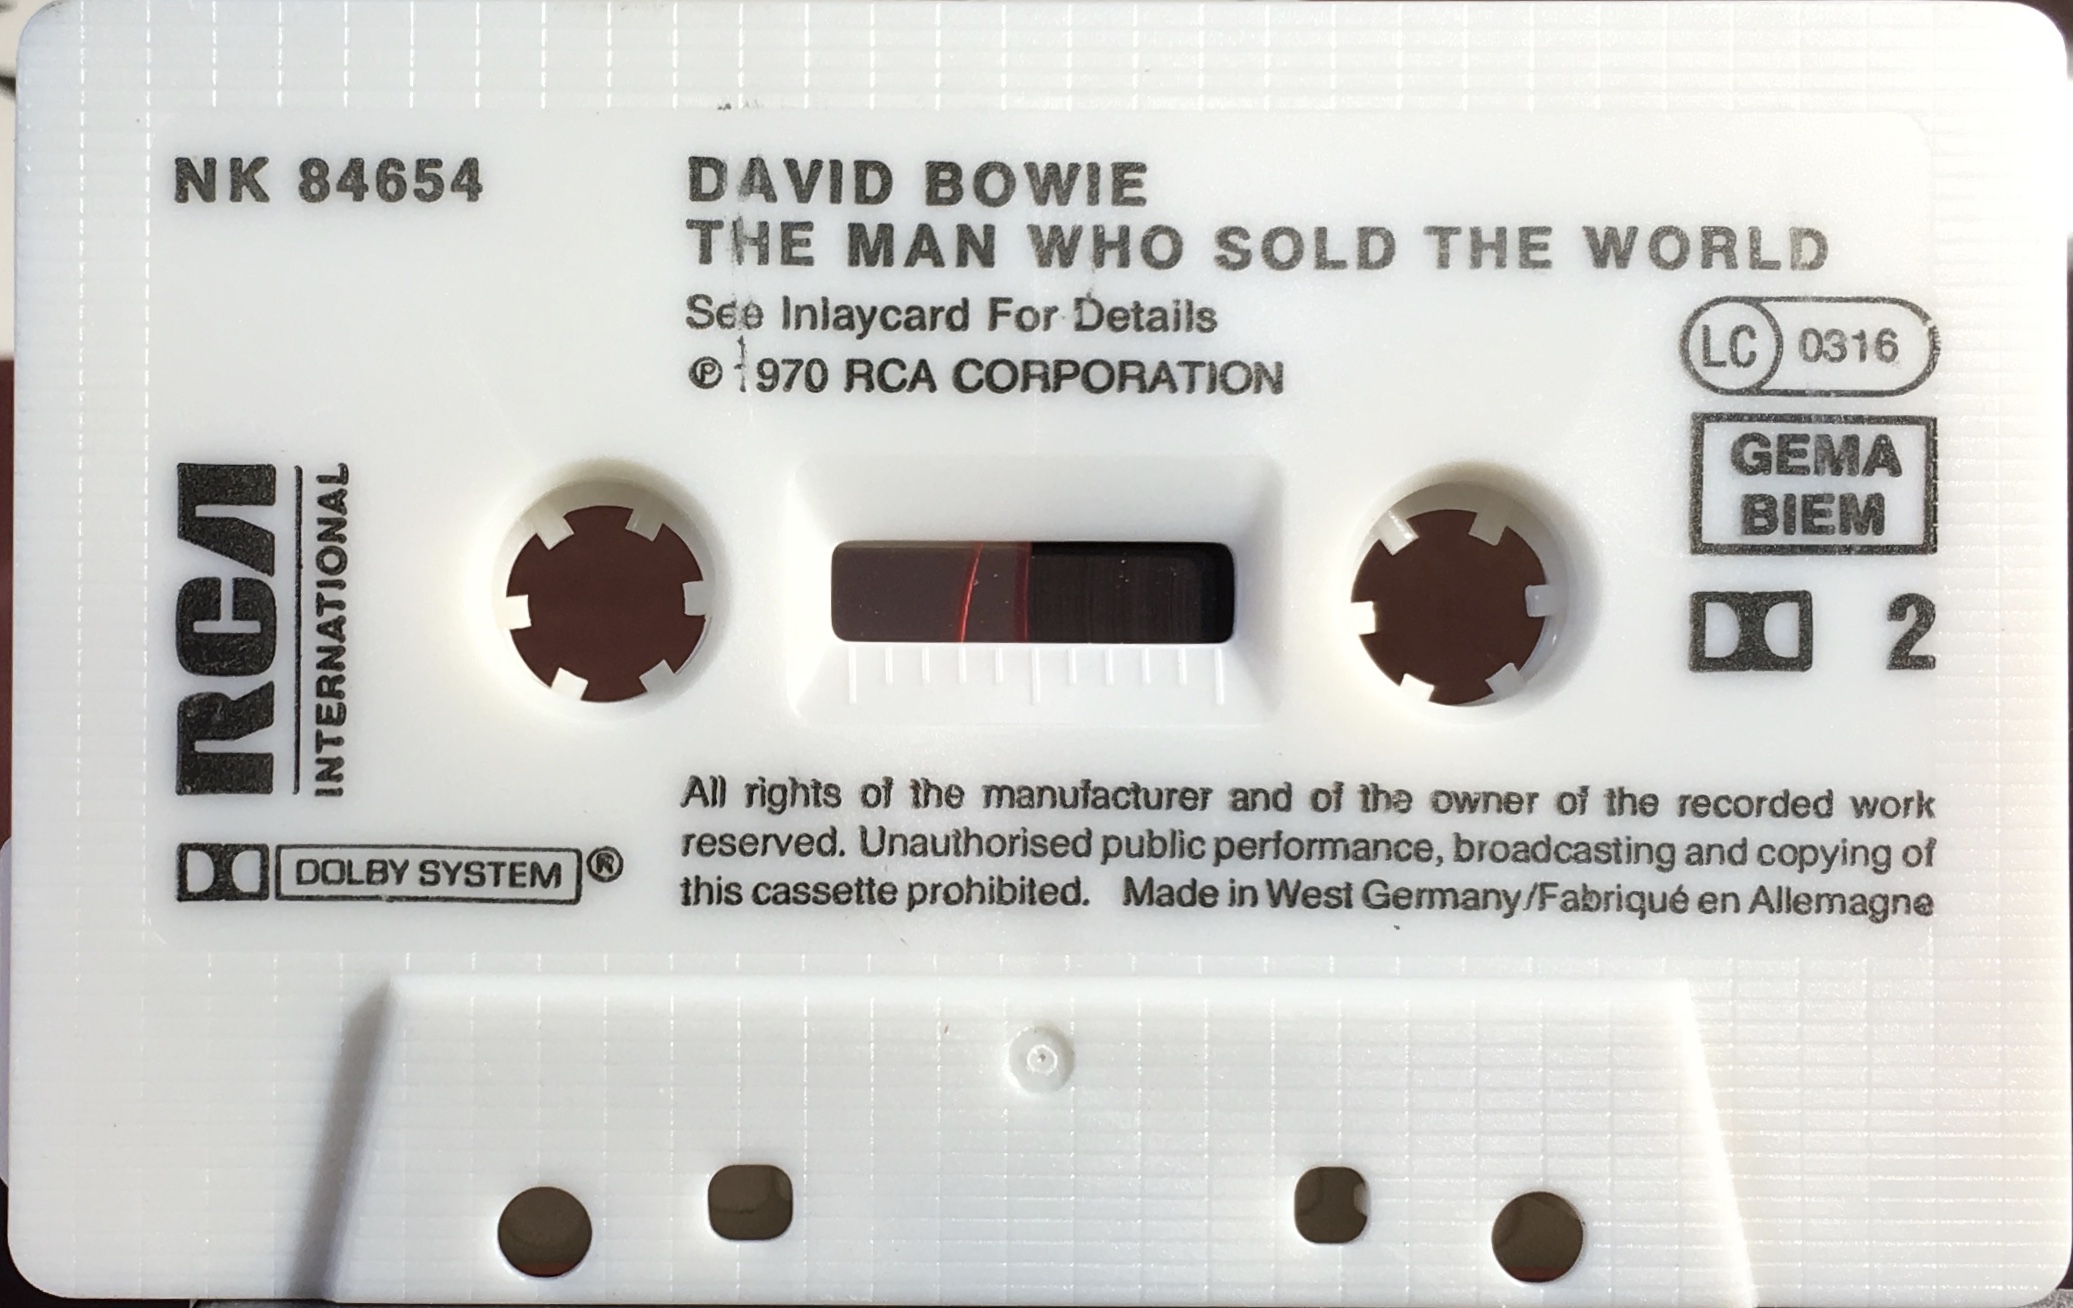 NK 84654
DAVID BOWIE
THE MAN WHO SOLD THE WORLD
See Inlaycard For Details
℗ 1970 RCA CORPORATION
LC 0316
GEMA
BIEM
2
RCA
INTERNATIONAL
DOLBY SYSTEM ®
All rights of the manufacturer and of the owner of the recorded work
reserved. Unauthorised public performance, broadcasting and copying of
this cassette prohibited. Made in West Germany/Fabriqué en Allemagne